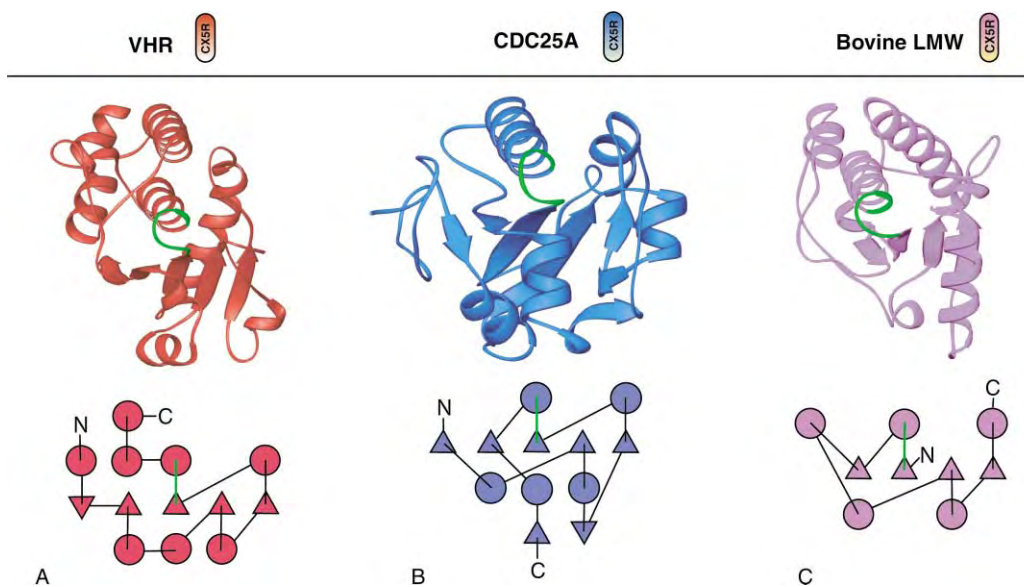 VHR CX5R CDC25A CX5R Bovine LMW CX5R
N C N C
N
C
A B C